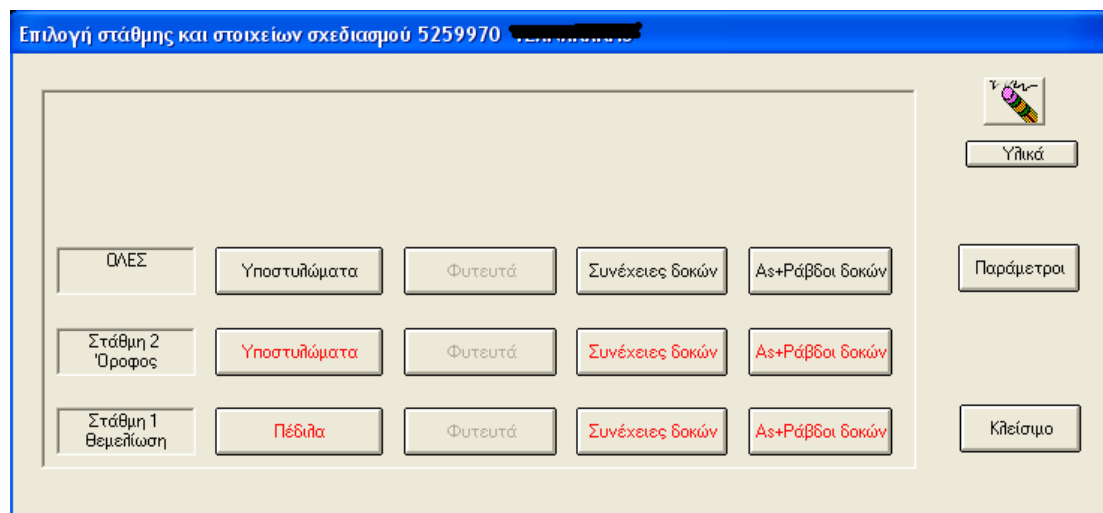 Επιλογή στάθμης και στοιχείων σχεδιασμού 5259970
Υλικά
ΟΛΕΣ
Υποστυλώματα
Φυτευτά
Συνέχειες δοκών
As+Ράβδοι δοκών
Παράμετροι
Στάθμη 2
Όροφος
Υποστυλώματα
Φυτευτά
Συνέχειες δοκών
As+Ράβδοι δοκών
Στάθμη 1
Θεμελίωση
Πέδιλα
Φυτευτά
Συνέχειες δοκών
As+Ράβδοι δοκών
Κλείσιμο